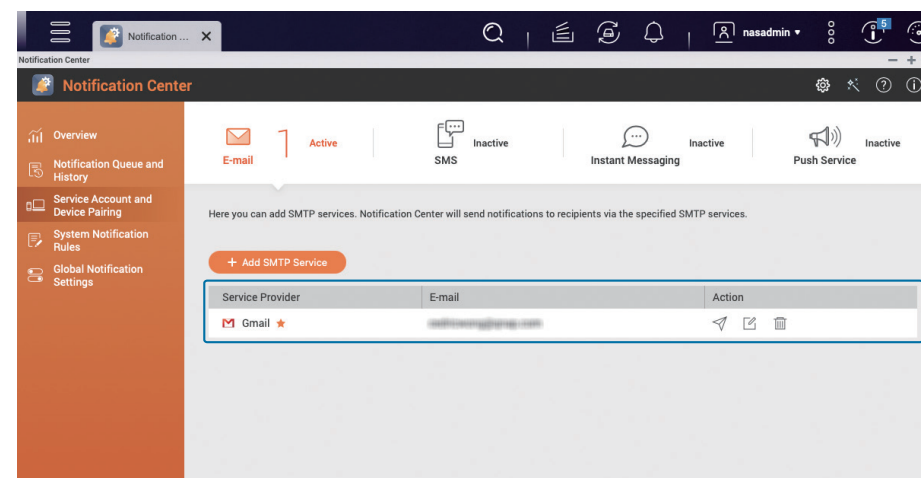 Notification ...
nasadmin
5
Notification Center
Notification Center
Overview
Notification Queue and
History
Service Account and
Device Pairing
System Notification
Rules
Global Notification
Settings
E-mail
1
Active
SMS
Inactive
Instant Messaging
Inactive
Push Service
Inactive
Here you can add SMTP services. Notification Center will send notifications to recipients via the specified SMTP services.
+ Add SMTP Service
Service Provider
E-mail
Action
Gmail